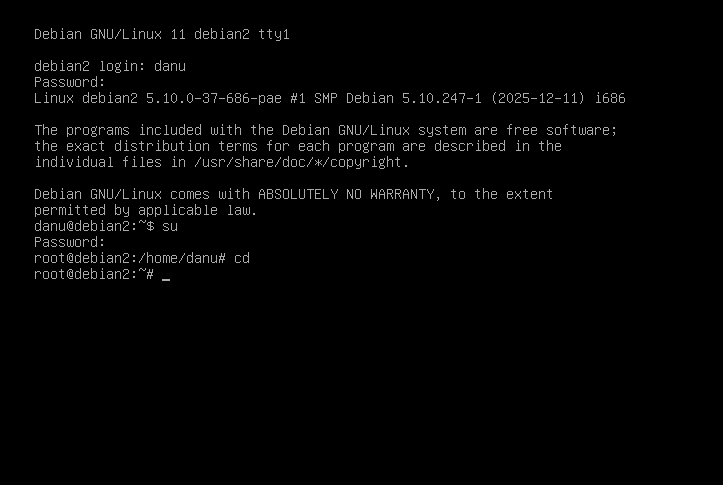 Debian GNU/Linux 11 debian2 tty1
debian2 login: danu
Password:
Linux debian2 5.10.0-37-686-pae #1 SMP Debian 5.10.247-1 (2025-12-11) i686
The programs included with the Debian GNU/Linux system are free software;
the exact distribution terms for each program are described in the
individual files in /usr/share/doc/*/copyright.
Debian GNU/Linux comes with ABSOLUTELY NO WARRANTY, to the extent
permitted by applicable law.
danu@debian2:~$ su
Password:
root@debian2:/home/danu# cd
root@debian2:~# _